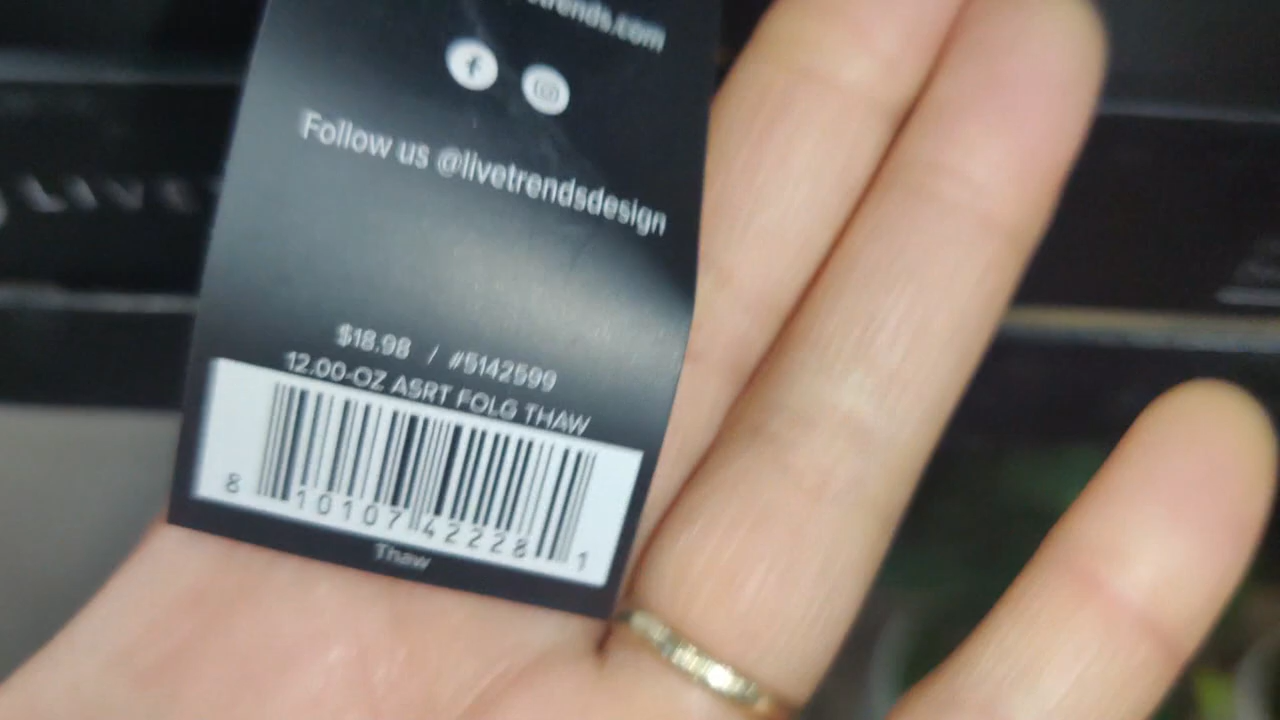 trends.com
Follow us @livetrendsdesign
$18.98 / #5142599
12.00-OZ ASRT FOLG THAW
8 10107 42228 1
Thaw
LIVE